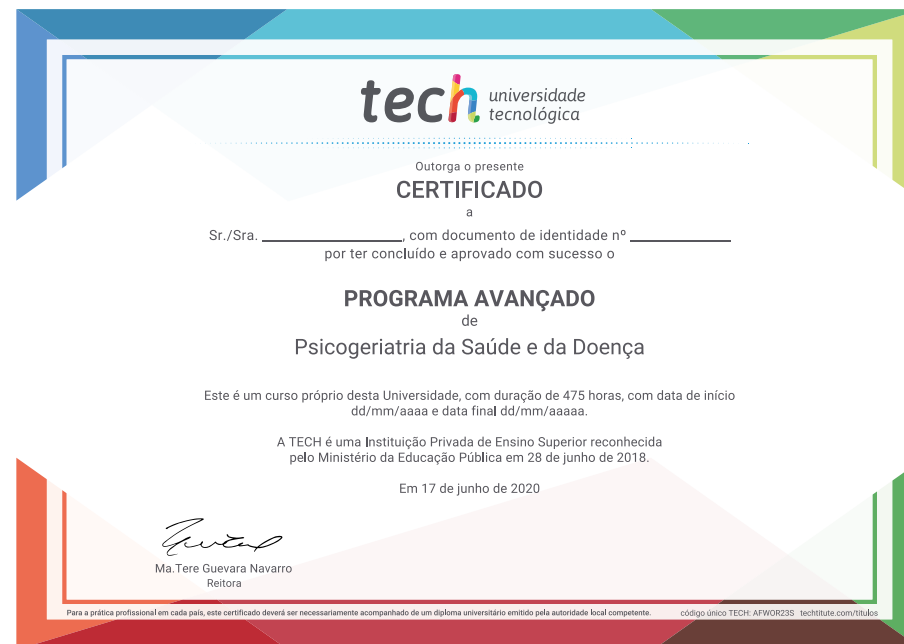 tech universidade
tecnológica
Outorga o presente
CERTIFICADO
a
Sr./Sra. ______________, com documento de identidade nº __________
por ter concluído e aprovado com sucesso o
PROGRAMA AVANÇADO
de
Psicogeriatria da Saúde e da Doença
Este é um curso próprio desta Universidade, com duração de 475 horas, com data de início
dd/mm/aaaa e data final dd/mm/aaaaa.
A TECH é uma Instituição Privada de Ensino Superior reconhecida
pelo Ministério da Educação Pública em 28 de junho de 2018.
Em 17 de junho de 2020
Ma.Tere Guevara Navarro
Reitora
Para a prática profissional em cada país, este certificado deverá ser necessariamente acompanhado de um diploma universitário emitido pela autoridade local competente. código único TECH: AFWOR23S techtitute.com/titulos